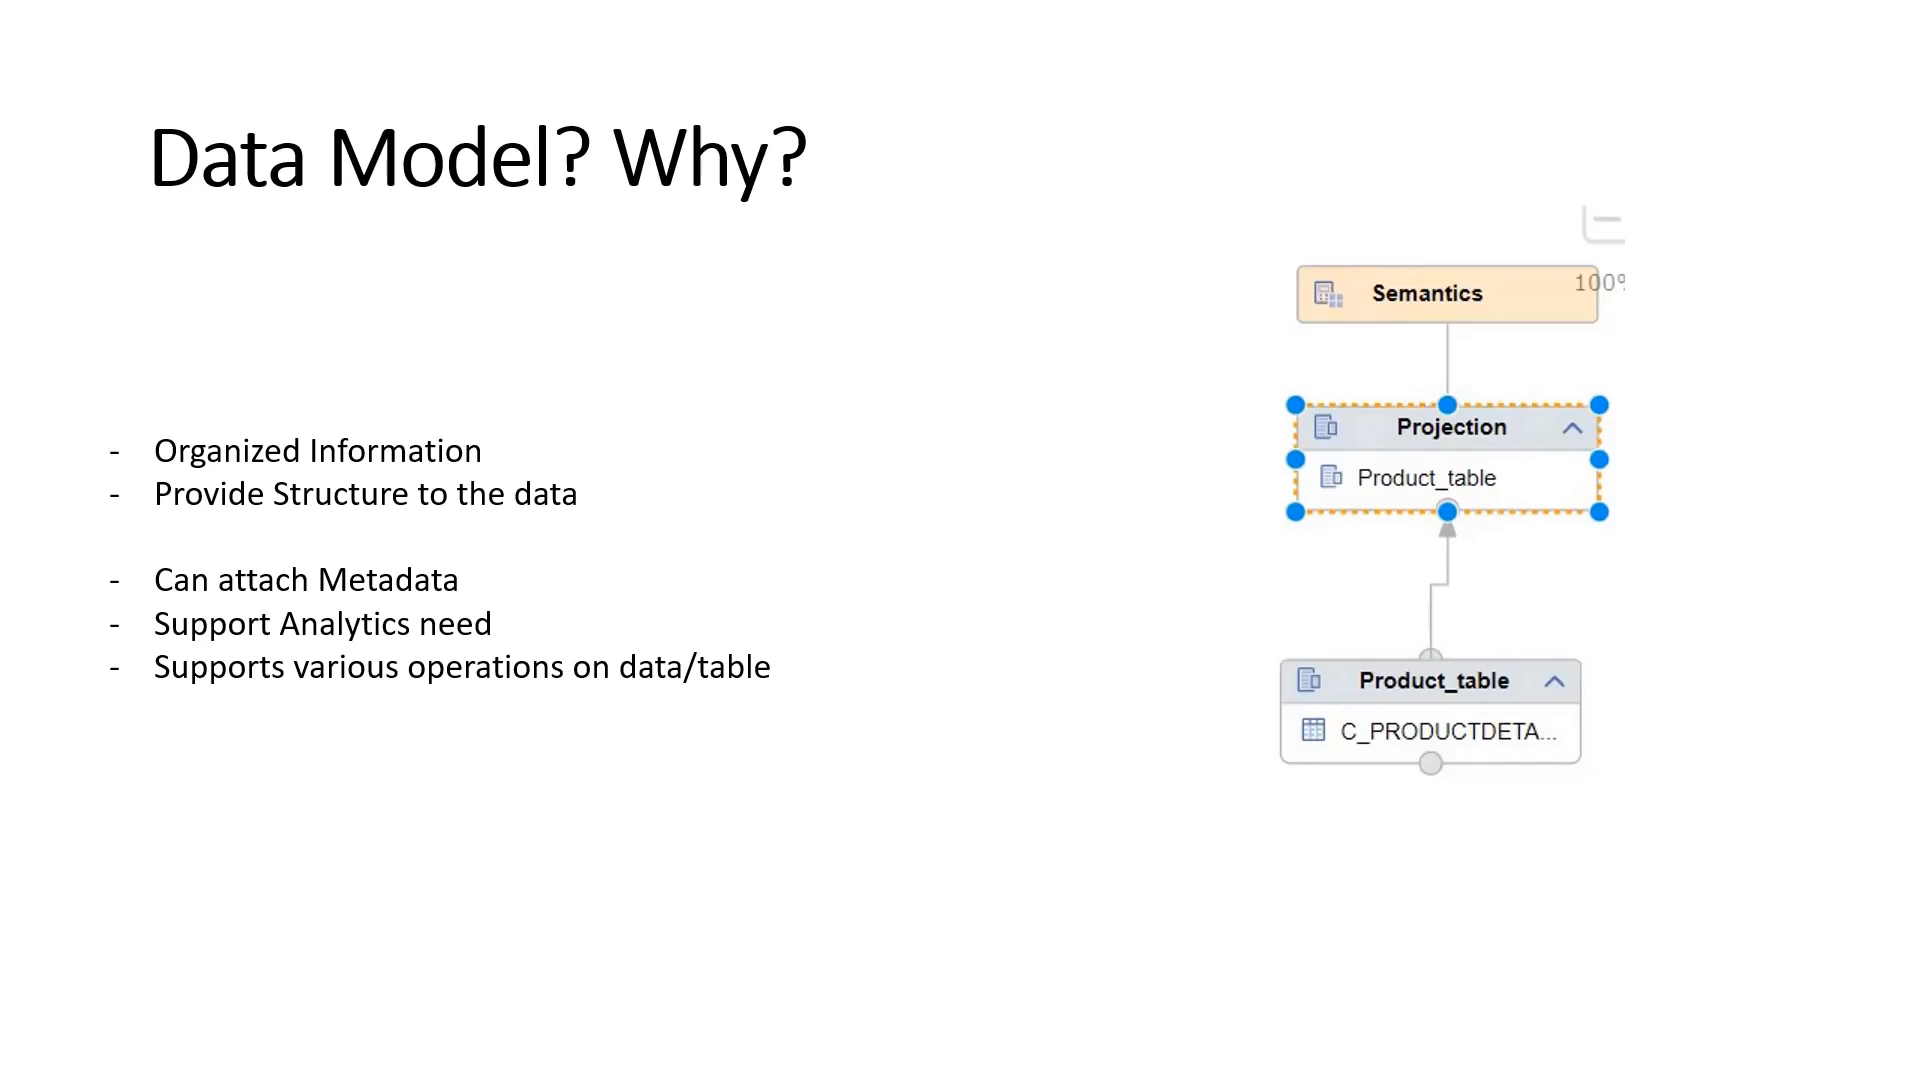 Data Model? Why?
- Organized Information
- Provide Structure to the data
- Can attach Metadata
- Support Analytics need
- Supports various operations on data/table
100%
Semantics
Projection
Product_table
Product_table
C_PRODUCTDETA...